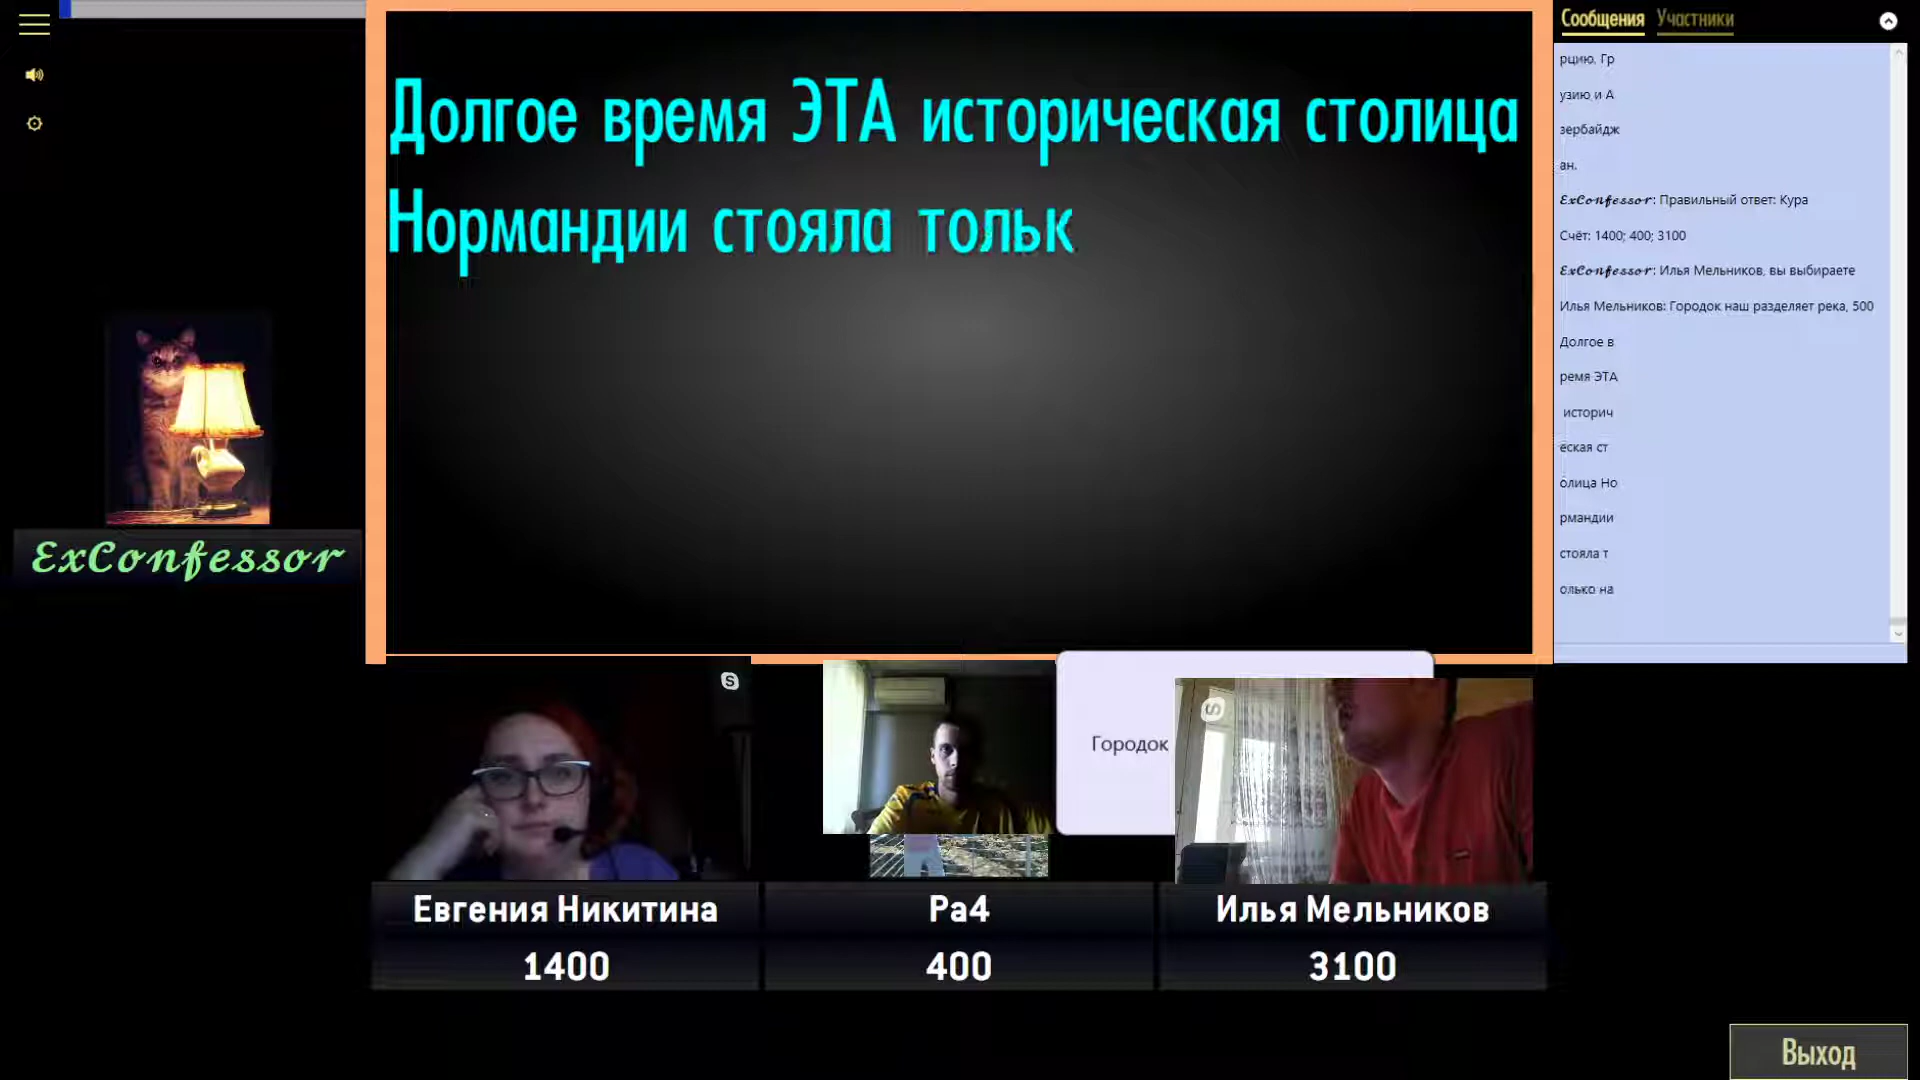 Долгое время ЭТА историческая столица
Нормандии стояла тольк
ExConfessor
Сообщения Участники
рцию, Гр
узию и А
зербайдж
ан.
ExConfessor: Правильный ответ: Кура
Счёт: 1400; 400; 3100
ExConfessor: Илья Мельников, вы выбираете
Илья Мельников: Городок наш разделяет река, 500
Долгое в
ремя ЭТА
историч
еская ст
олица Но
рмандии
стояла т
олько на
Городок
Евгения Никитина
1400
Ра4
400
Илья Мельников
3100
Выход